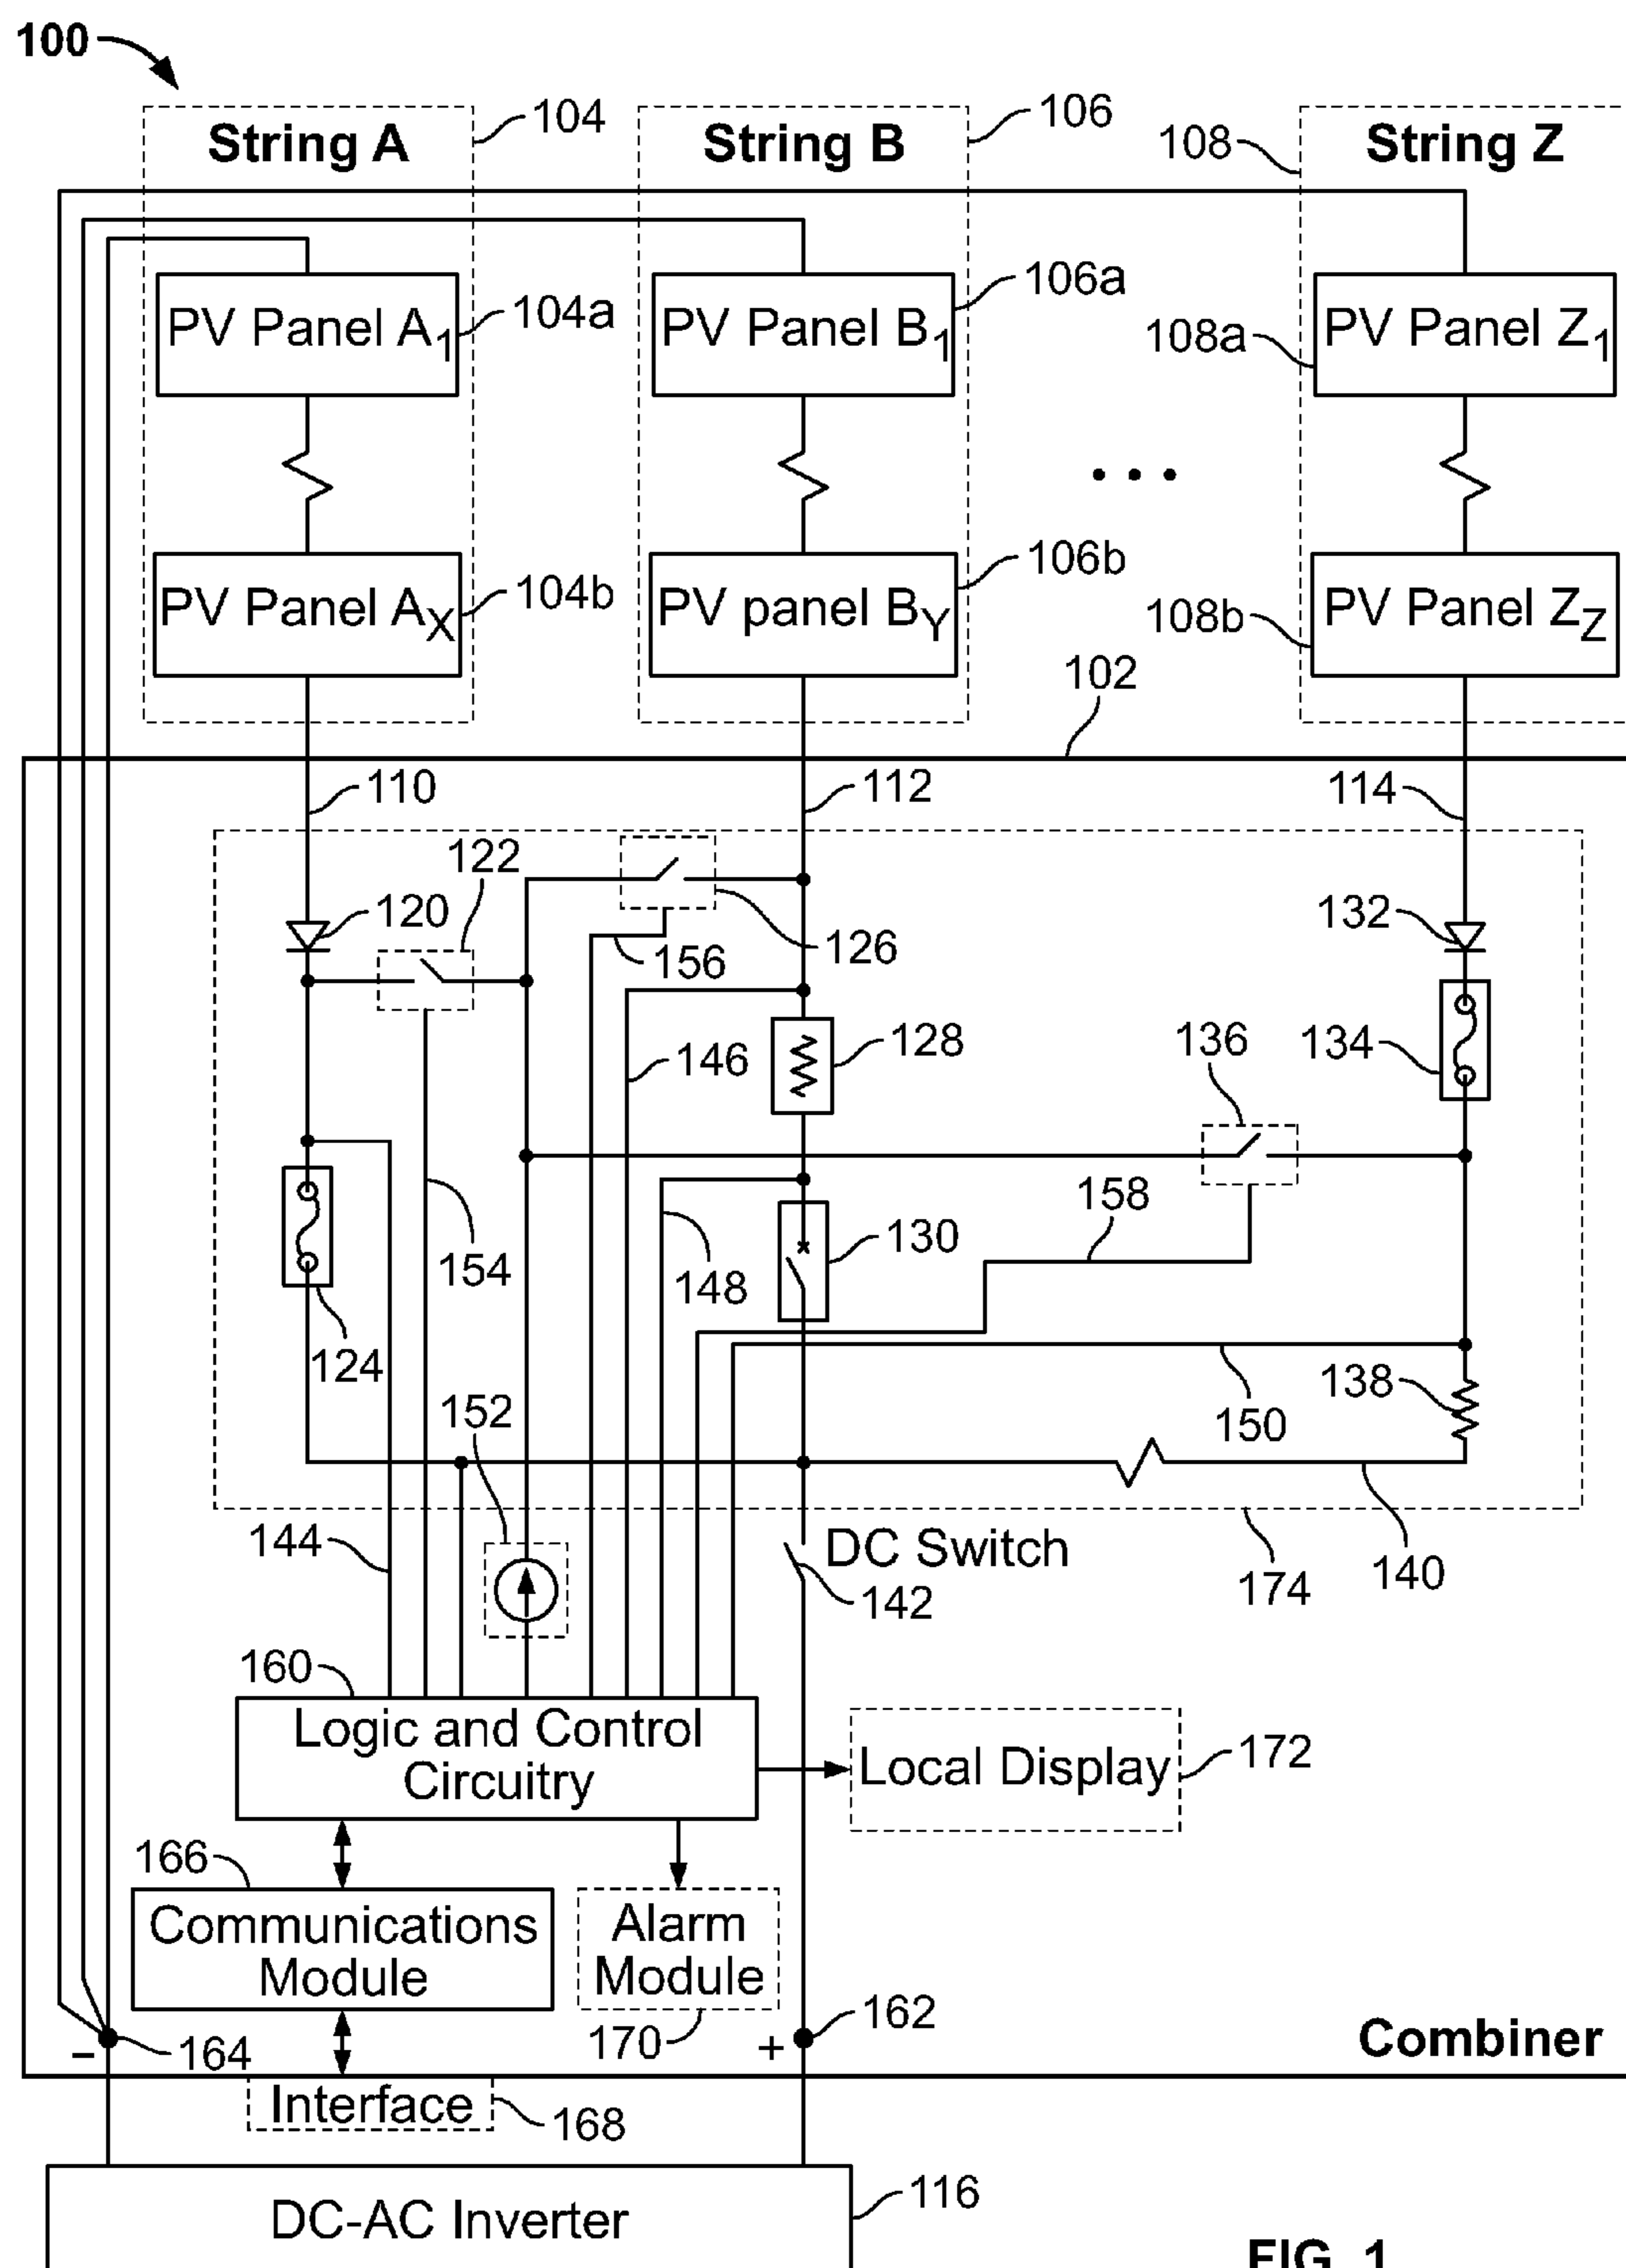 100
String A
104
String B
106
108
String Z
PV Panel A1
104a
PV Panel B1
106a
108a
PV Panel Z1
PV Panel AX
104b
PV panel BY
106b
108b
PV Panel ZZ
102
110
112
114
122
120
156
126
132
146
128
136
134
154
148
130
158
124
152
150
138
144
DC Switch
142
174
140
160
Logic and Control
Circuitry
Local Display
172
166
Communications
Module
Alarm
Module
170
162
−
164
+
Combiner
Interface
168
DC-AC Inverter
116
FIG. 1